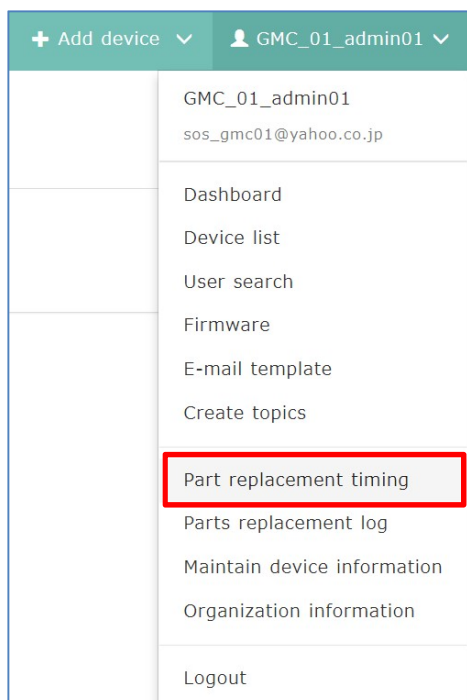 Add device
GMC_01_admin01
GMC_01_admin01
sos_gmc01@yahoo.co.jp
Dashboard
Device list
User search
Firmware
E-mail template
Create topics
Part replacement timing
Parts replacement log
Maintain device information
Organization information
Logout